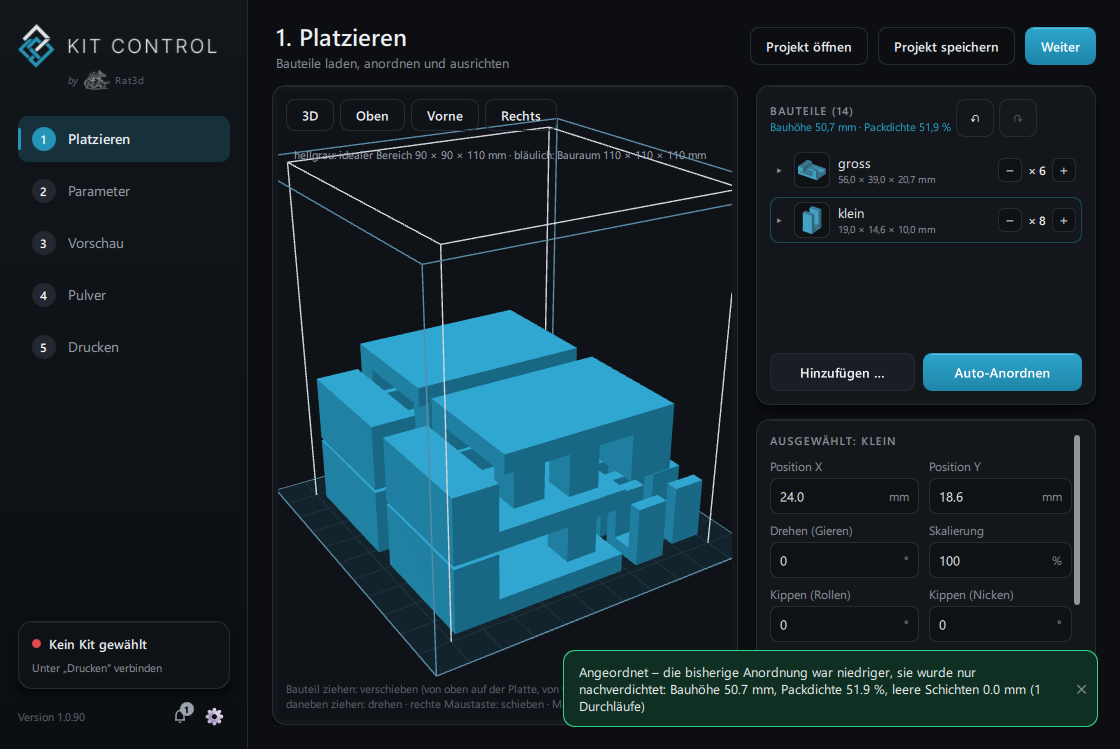 KIT CONTROL
by Rat3d
1 Platzieren
2 Parameter
3 Vorschau
4 Pulver
5 Drucken
Kein Kit gewählt
Unter „Drucken" verbinden
Version 1.0.90
1
1. Platzieren
Bauteile laden, anordnen und ausrichten
Projekt öffnen
Projekt speichern
Weiter
3D
Oben
Vorne
Rechts
hellgrau: idealer Bereich 90 × 90 × 110 mm · bläulich: Bauraum 110 × 110 × 110 mm
Bauteil ziehen: verschieben (von oben auf der Platte, von
daneben ziehen: drehen · rechte Maustaste: schieben · M
BAUTEILE (14)
Bauhöhe 50,7 mm · Packdichte 51,9 %
gross
56,0 × 39,0 × 20,7 mm
− × 6 +
klein
19,0 × 14,6 × 10,0 mm
− × 8 +
Hinzufügen ...
Auto-Anordnen
AUSGEWÄHLT: KLEIN
Position X
Position Y
24.0 mm
18.6 mm
Drehen (Gieren)
Skalierung
0 °
100 %
Kippen (Rollen)
Kippen (Nicken)
0 °
0 °
Angeordnet – die bisherige Anordnung war niedriger, sie wurde nur
nachverdichtet: Bauhöhe 50.7 mm, Packdichte 51.9 %, leere Schichten 0.0 mm (1
Durchläufe)